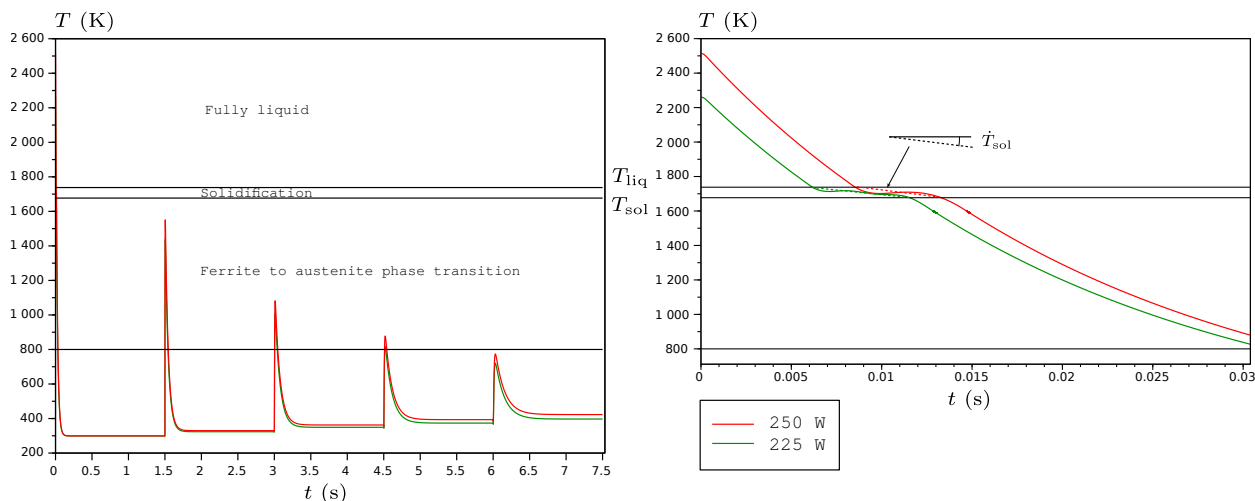 T (K)
2 600
2 400
2 200
2 000
1 800
1 600
1 400
1 200
1 000
800
600
400
200
0 0.5 1 1.5 2 2.5 3 3.5 4 4.5 5 5.5 6 6.5 7 7.5
t (s)
Fully liquid
Solidification
Ferrite to austenite phase transition
T_liq
T_sol
T (K)
2 600
2 400
2 200
2 000
1 800
1 600
1 400
1 200
1 000
800
0 0.005 0.01 0.015 0.02 0.025 0.03
t (s)
Ṫ_sol
250 W
225 W